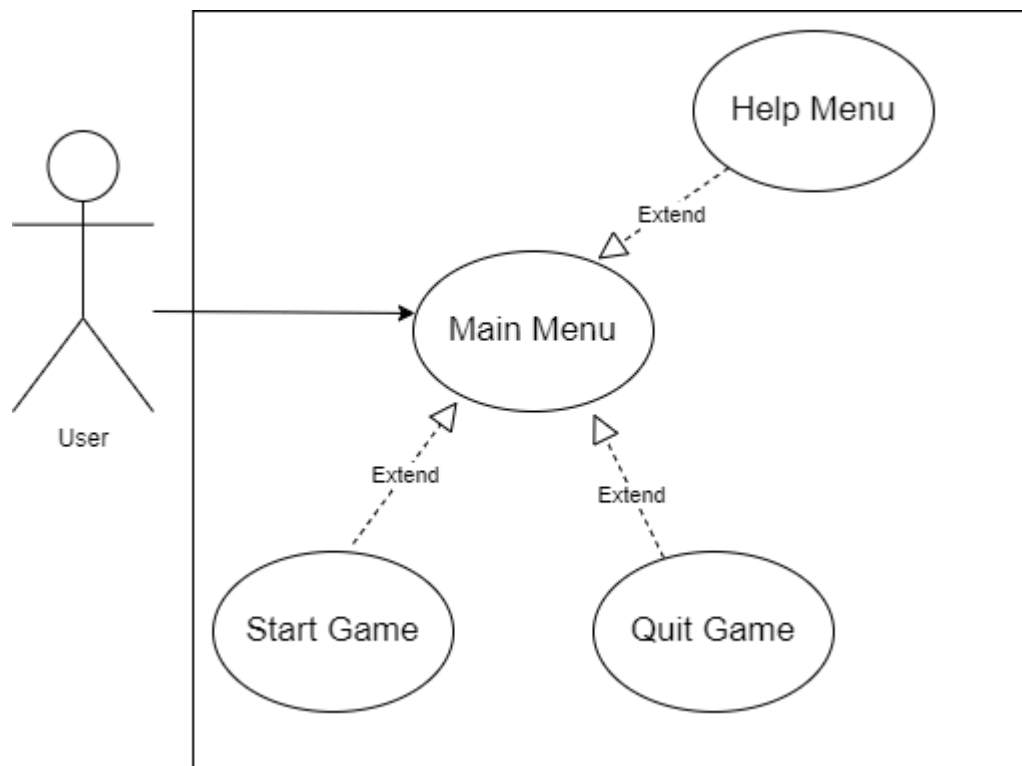 Help Menu
Extend
Main Menu
User
Extend
Extend
Start Game
Quit Game